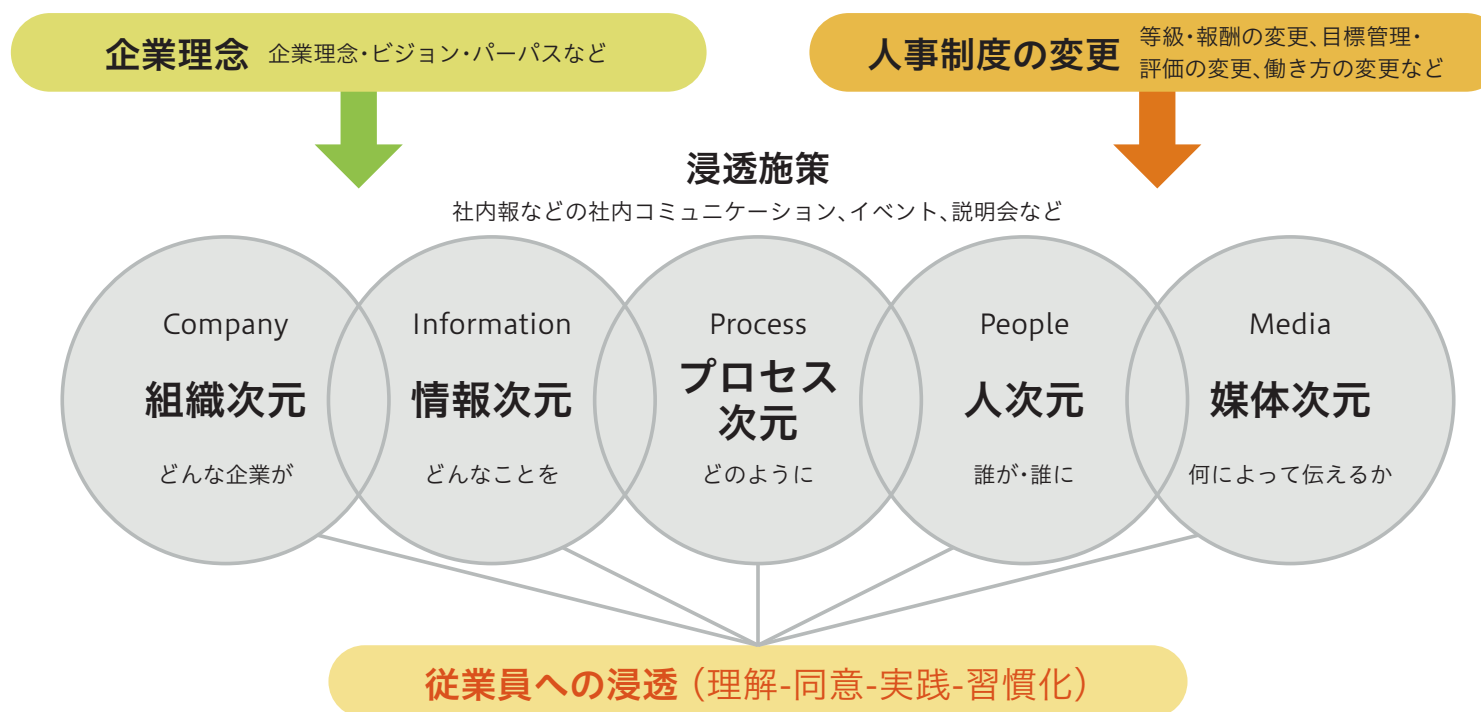 企業理念 企業理念・ビジョン・パーパスなど
人事制度の変更 等級・報酬の変更、目標管理・
評価の変更、働き方の変更など
浸透施策
社内報などの社内コミュニケーション、イベント、説明会など
Company
組織次元
どんな企業が
Information
情報次元
どんなことを
Process
プロセス
次元
どのように
People
人次元
誰が・誰に
Media
媒体次元
何によって伝えるか
従業員への浸透（理解-同意-実践-習慣化）